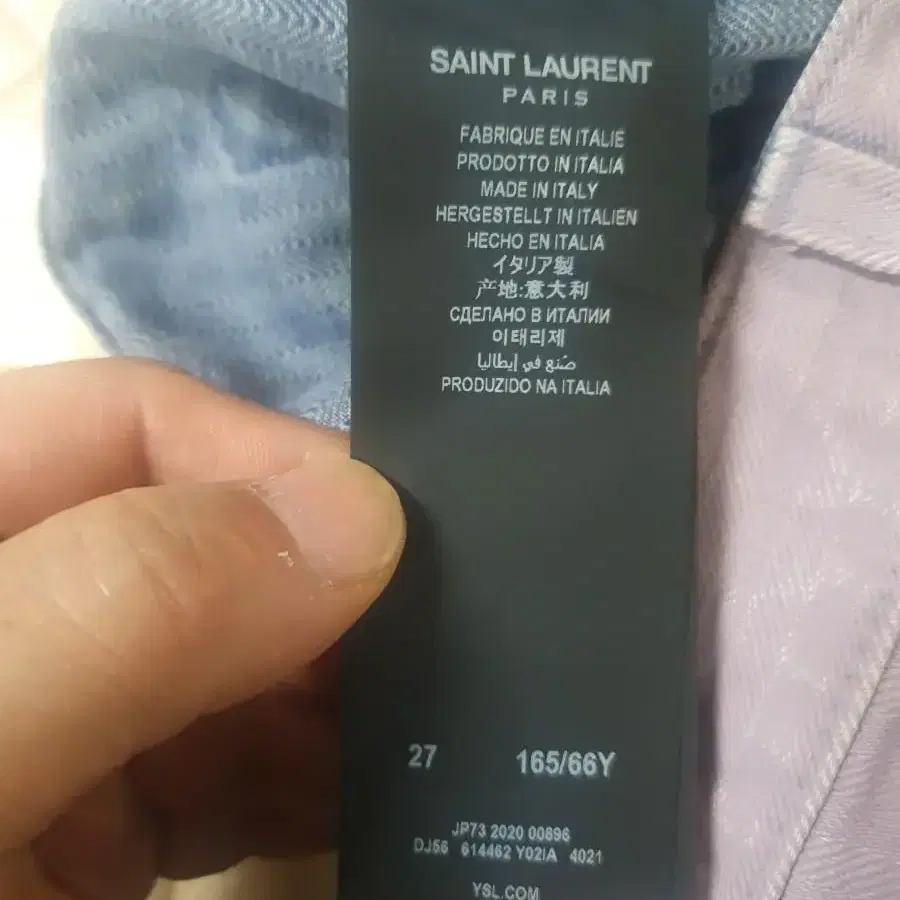 SAINT LAURENT
PARIS
FABRIQUE EN ITALIE
PRODOTTO IN ITALIA
MADE IN ITALY
HERGESTELLT IN ITALIEN
HECHO EN ITALIA
イタリア製
产地:意大利
СДЕЛАНО В ИТАЛИИ
이태리제
صُنع في إيطاليا
PRODUZIDO NA ITALIA
27 165/66Y
JP73 2020 00896
DJ56 614462 Y02IA 4021
YSL.COM